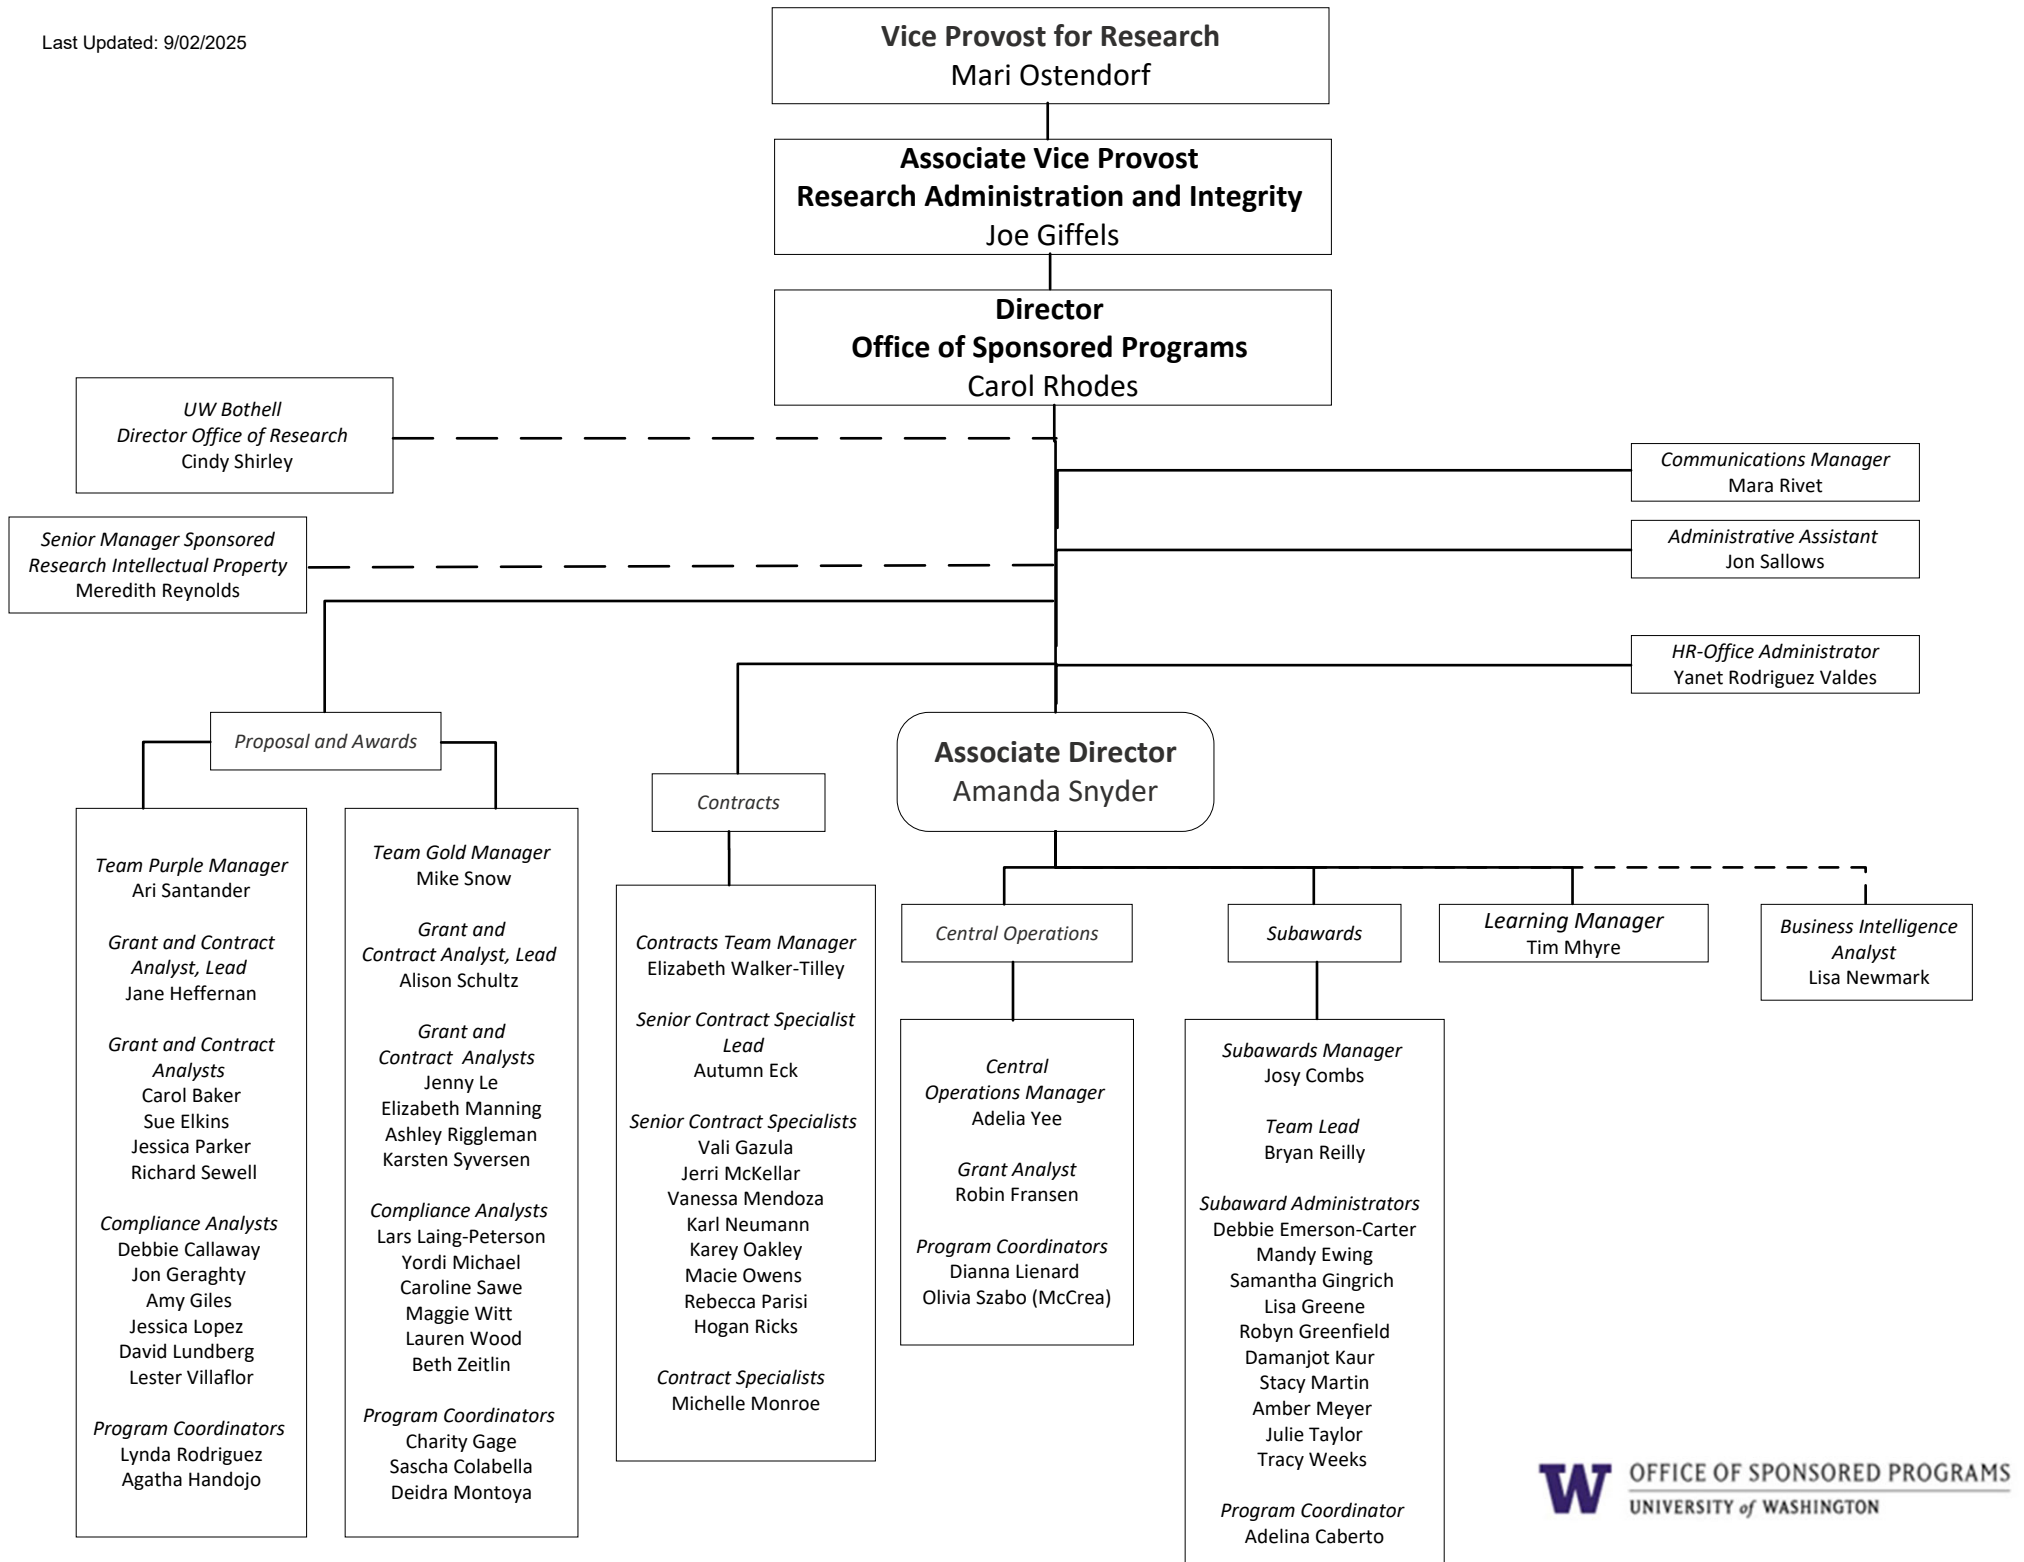 Last Updated: 9/02/2025
Vice Provost for Research
Mari Ostendorf
Associate Vice Provost
Research Administration and Integrity
Joe Giffels
Director
Office of Sponsored Programs
Carol Rhodes
UW Bothell
Director Office of Research
Cindy Shirley
Communications Manager
Mara Rivet
Senior Manager Sponsored
Research Intellectual Property
Meredith Reynolds
Administrative Assistant
Jon Sallows
HR-Office Administrator
Yanet Rodriguez Valdes
Proposal and Awards
Team Purple Manager
Ari Santander
Grant and Contract
Analyst, Lead
Jane Heffernan
Grant and Contract
Analysts
Carol Baker
Sue Elkins
Jessica Parker
Richard Sewell
Compliance Analysts
Debbie Callaway
Jon Geraghty
Amy Giles
Jessica Lopez
David Lundberg
Lester Villaflor
Program Coordinators
Lynda Rodriguez
Agatha Handojo
Team Gold Manager
Mike Snow
Grant and
Contract Analyst, Lead
Alison Schultz
Grant and
Contract Analysts
Jenny Le
Elizabeth Manning
Ashley Riggleman
Karsten Syversen
Compliance Analysts
Lars Laing-Peterson
Yordi Michael
Caroline Sawe
Maggie Witt
Lauren Wood
Beth Zeitlin
Program Coordinators
Charity Gage
Sascha Colabella
Deidra Montoya
Contracts
Contracts Team Manager
Elizabeth Walker-Tilley
Senior Contract Specialist
Lead
Autumn Eck
Senior Contract Specialists
Vali Gazula
Jerri McKellar
Vanessa Mendoza
Karl Neumann
Karey Oakley
Macie Owens
Rebecca Parisi
Hogan Ricks
Contract Specialists
Michelle Monroe
Associate Director
Amanda Snyder
Central Operations
Central
Operations Manager
Adelia Yee
Grant Analyst
Robin Fransen
Program Coordinators
Dianna Lienard
Olivia Szabo (McCrea)
Subawards
Subawards Manager
Josy Combs
Team Lead
Bryan Reilly
Subaward Administrators
Debbie Emerson-Carter
Mandy Ewing
Samantha Gingrich
Lisa Greene
Robyn Greenfield
Damanjot Kaur
Stacy Martin
Amber Meyer
Julie Taylor
Tracy Weeks
Program Coordinator
Adelina Caberto
Learning Manager
Tim Mhyre
Business Intelligence
Analyst
Lisa Newmark
W
OFFICE OF SPONSORED PROGRAMS
UNIVERSITY of WASHINGTON